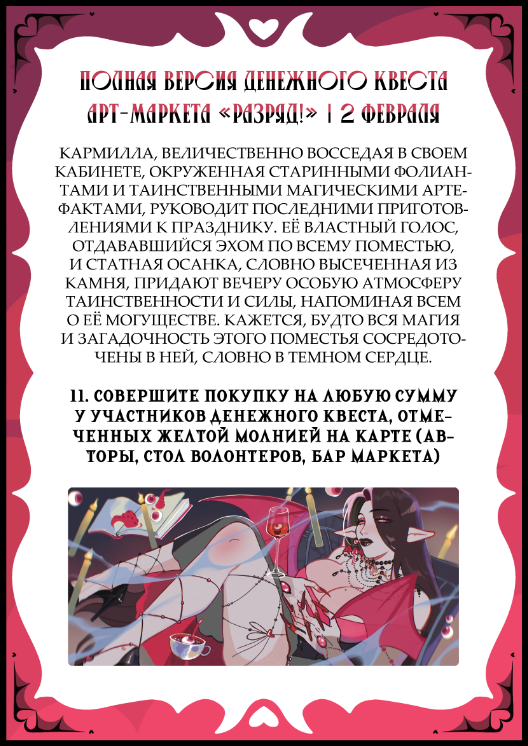 ПОЛНАЯ ВЕРСИЯ ДЕНЕЖНОГО КВЕСТА
АРТ-МАРКЕТА «РАЗРЯД!» | 2 ФЕВРАЛЯ
КАРМИЛЛА, ВЕЛИЧЕСТВЕННО ВОССЕДАЯ В СВОЕМ
КАБИНЕТЕ, ОКРУЖЕННАЯ СТАРИННЫМИ ФОЛИАН-
ТАМИ И ТАИНСТВЕННЫМИ МАГИЧЕСКИМИ АРТЕ-
ФАКТАМИ, РУКОВОДИТ ПОСЛЕДНИМИ ПРИГОТОВ-
ЛЕНИЯМИ К ПРАЗДНИКУ. ЕЁ ВЛАСТНЫЙ ГОЛОС,
ОТДАВАВШИЙСЯ ЭХОМ ПО ВСЕМУ ПОМЕСТЬЮ,
И СТАТНАЯ ОСАНКА, СЛОВНО ВЫСЕЧЕННАЯ ИЗ
КАМНЯ, ПРИДАЮТ ВЕЧЕРУ ОСОБУЮ АТМОСФЕРУ
ТАИНСТВЕННОСТИ И СИЛЫ, НАПОМИНАЯ ВСЕМ
О ЕЁ МОГУЩЕСТВЕ. КАЖЕТСЯ, БУДТО ВСЯ МАГИЯ
И ЗАГАДОЧНОСТЬ ЭТОГО ПОМЕСТЬЯ СОСРЕДОТО-
ЧЕНЫ В НЕЙ, СЛОВНО В ТЕМНОМ СЕРДЦЕ.
11. СОВЕРШИТЕ ПОКУПКУ НА ЛЮБУЮ СУММУ
У УЧАСТНИКОВ ДЕНЕЖНОГО КВЕСТА, ОТМЕ-
ЧЕННЫХ ЖЕЛТОЙ МОЛНИЕЙ НА КАРТЕ (АВ-
ТОРЫ, СТОЛ ВОЛОНТЕРОВ, БАР МАРКЕТА)